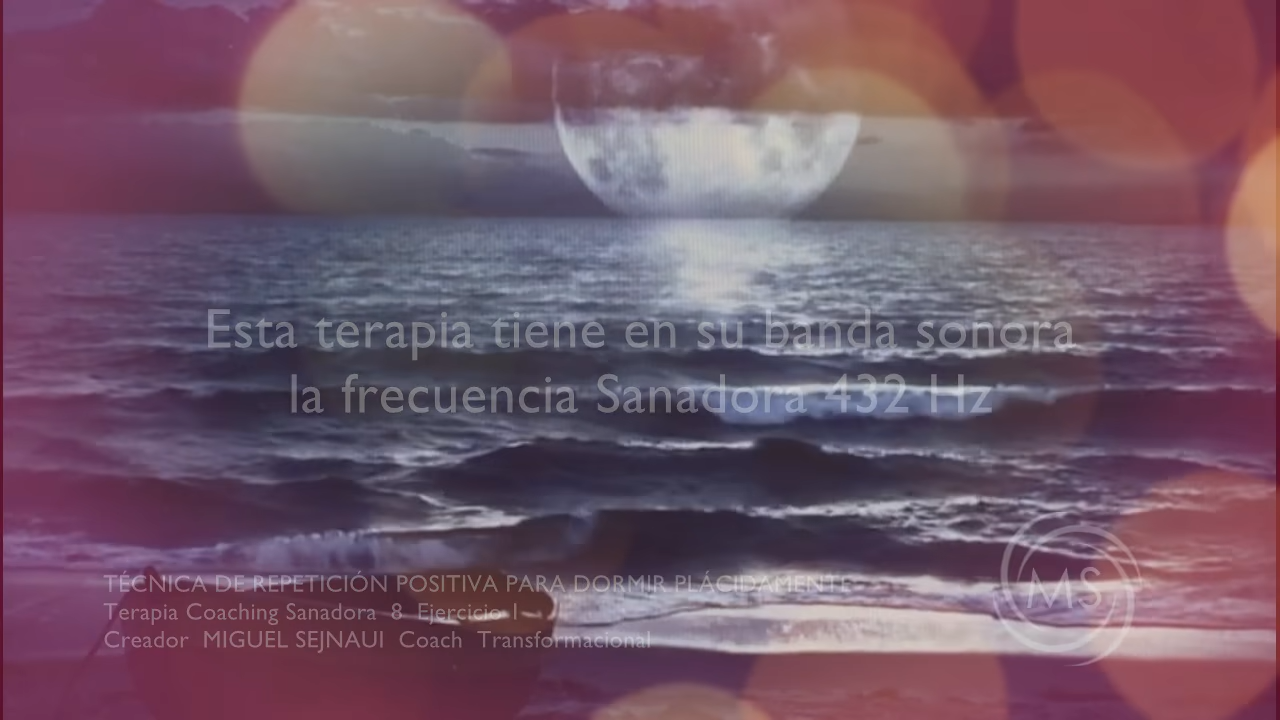 Esta terapia tiene en su banda sonora
la frecuencia Sanadora 432 Hz
TÉCNICA DE REPETICIÓN POSITIVA PARA DORMIR PLÁCIDAMENTE
Terapia Coaching Sanadora 8 Ejercicio 1
Creador MIGUEL SEJNAUI Coach Transformacional
MS